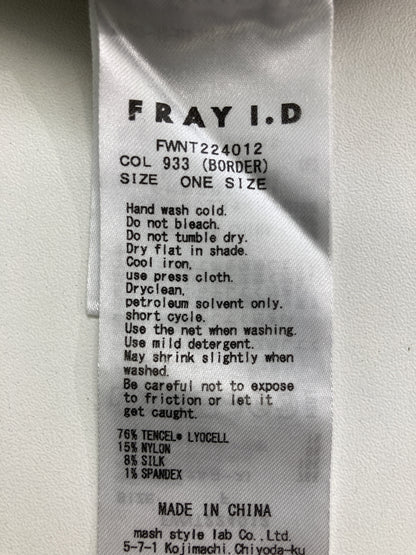 FRAY I.D
FWNT224012
COL 933 (BORDER)
SIZE ONE SIZE
Hand wash cold.
Do not bleach.
Do not tumble dry.
Dry flat in shade.
Cool iron,
use press cloth.
Dryclean,
petroleum solvent only.
short cycle.
Use the net when washing.
Use mild detergent.
May shrink slightly when
washed.
Be careful not to expose
to friction or let it
get caught.
76% TENCEL® LYOCELL
15% NYLON
8% SILK
1% SPANDEX
MADE IN CHINA
mash style lab Co.,Ltd.
5-7-1 Kojimachi,Chiyoda-ku